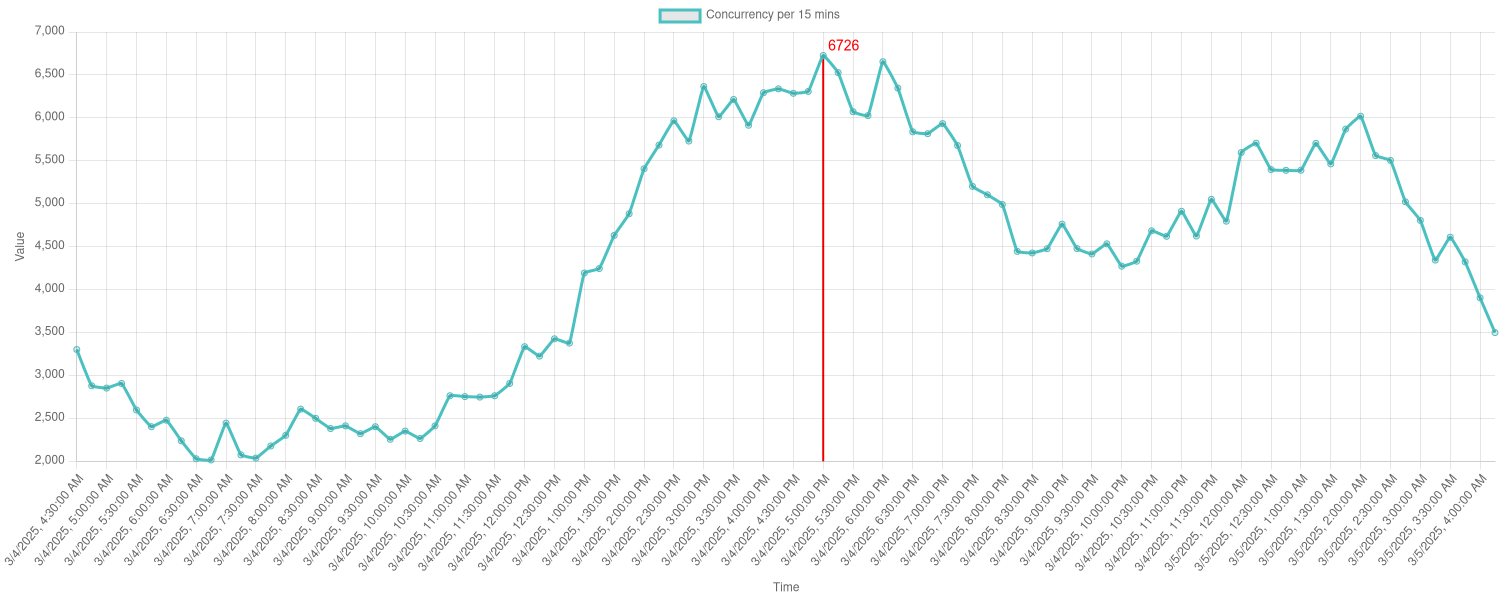 Concurrency per 15 mins
7,000
6726
6,500
6,000
5,500
5,000
4,500
4,000
3,500
3,000
2,500
2,000
Value
3/4/2025, 4:30:00 AM
3/4/2025, 5:00:00 AM
3/4/2025, 5:30:00 AM
3/4/2025, 6:00:00 AM
3/4/2025, 6:30:00 AM
3/4/2025, 7:00:00 AM
3/4/2025, 7:30:00 AM
3/4/2025, 8:00:00 AM
3/4/2025, 8:30:00 AM
3/4/2025, 9:00:00 AM
3/4/2025, 9:30:00 AM
3/4/2025, 10:00:00 AM
3/4/2025, 10:30:00 AM
3/4/2025, 11:00:00 AM
3/4/2025, 11:30:00 AM
3/4/2025, 12:00:00 PM
3/4/2025, 12:30:00 PM
3/4/2025, 1:00:00 PM
3/4/2025, 1:30:00 PM
3/4/2025, 2:00:00 PM
3/4/2025, 2:30:00 PM
3/4/2025, 3:00:00 PM
3/4/2025, 3:30:00 PM
3/4/2025, 4:00:00 PM
3/4/2025, 4:30:00 PM
3/4/2025, 5:00:00 PM
3/4/2025, 5:30:00 PM
3/4/2025, 6:00:00 PM
3/4/2025, 6:30:00 PM
3/4/2025, 7:00:00 PM
3/4/2025, 7:30:00 PM
3/4/2025, 8:00:00 PM
3/4/2025, 8:30:00 PM
3/4/2025, 9:00:00 PM
3/4/2025, 9:30:00 PM
3/4/2025, 10:00:00 PM
3/4/2025, 10:30:00 PM
3/4/2025, 11:00:00 PM
3/4/2025, 11:30:00 PM
3/5/2025, 12:00:00 AM
3/5/2025, 12:30:00 AM
3/5/2025, 1:00:00 AM
3/5/2025, 1:30:00 AM
3/5/2025, 2:00:00 AM
3/5/2025, 2:30:00 AM
3/5/2025, 3:00:00 AM
3/5/2025, 3:30:00 AM
3/5/2025, 4:00:00 AM
Time